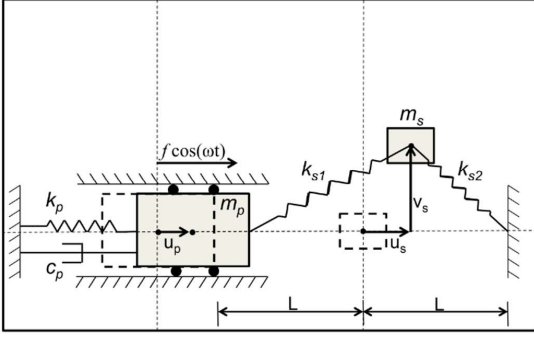 m_s
f cos(ωt)
k_s1
k_s2
k_p
m_p
v_s
u_p
u_s
c_p
L
L